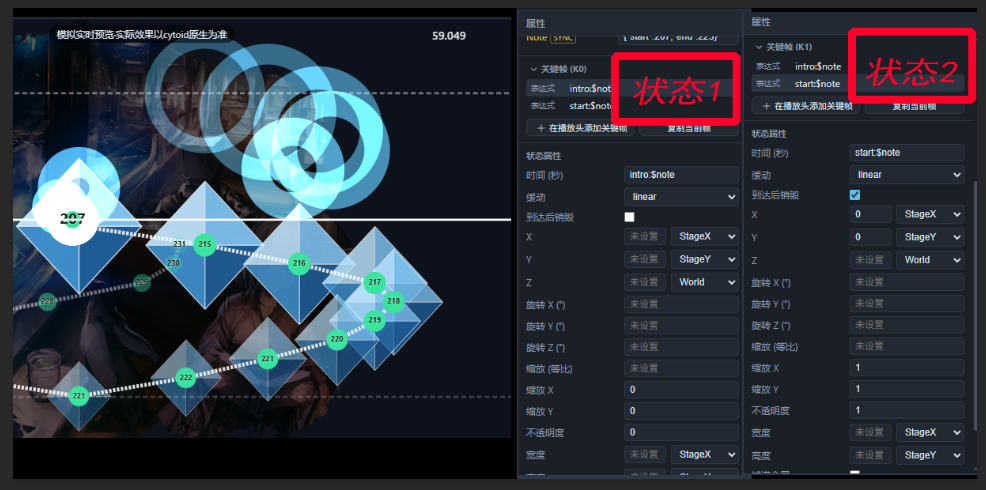 模拟实时预览·实际效果以cytoid原生为准
59.049
207
231
215
230
216
229
217
228
218
219
220
221
222
223
属性
Note SYNC
{ start :207, end :223}
关键帧 (K0)
表达式 intro:$not
表达式 start:$not
状态1
+ 在播放头添加关键帧
复制当前帧
状态属性
时间 (秒) intro:$note
缓动 linear
到达后销毁
X 未设置 StageX
Y 未设置 StageY
Z 未设置 World
旋转 X (°) 未设置
旋转 Y (°) 未设置
旋转 Z (°) 未设置
缩放 (等比) 未设置
缩放 X 0
缩放 Y 0
不透明度 0
宽度 未设置 StageX
属性
关键帧 (K1)
表达式 intro:$note
表达式 start:$note
状态2
+ 在播放头添加关键帧
复制当前帧
状态属性
时间 (秒) start:$note
缓动 linear
到达后销毁
X 0 StageX
Y 0 StageY
Z 未设置 World
旋转 X (°) 未设置
旋转 Y (°) 未设置
旋转 Z (°) 未设置
缩放 (等比) 未设置
缩放 X 1
缩放 Y 1
不透明度 1
宽度 未设置 StageX
高度 未设置 StageY